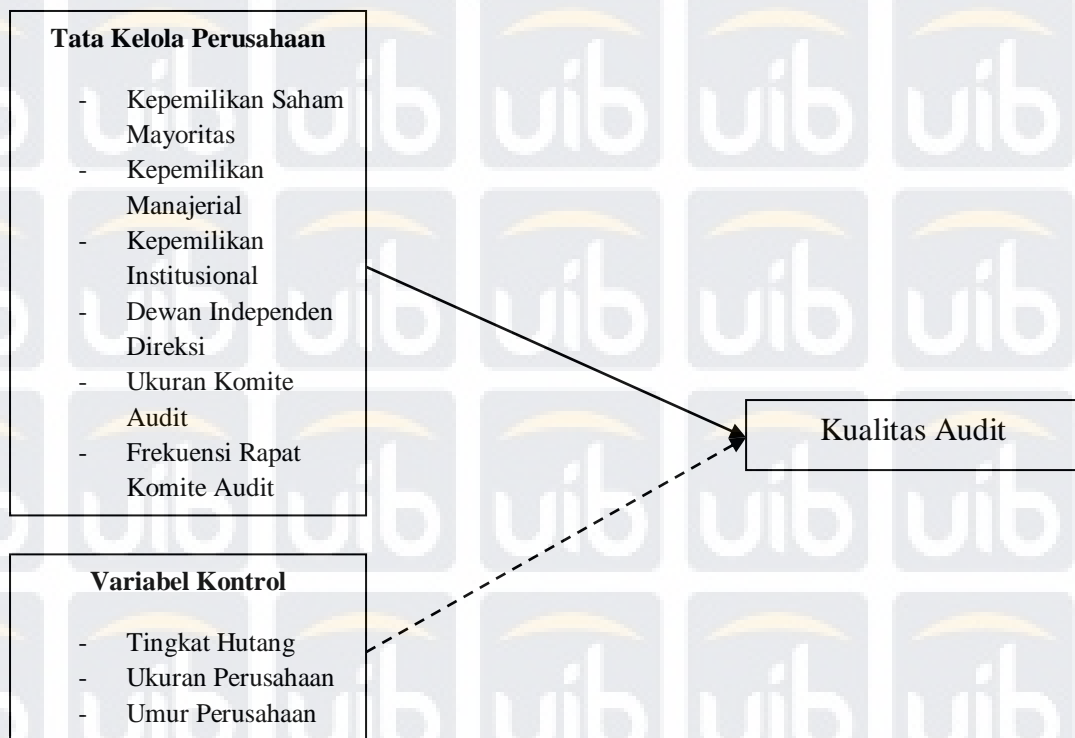 Tata Kelola Perusahaan
- Kepemilikan Saham
Mayoritas
- Kepemilikan
Manajerial
- Kepemilikan
Institusional
- Dewan Independen
Direksi
- Ukuran Komite
Audit
- Frekuensi Rapat
Komite Audit
Kualitas Audit
Variabel Kontrol
- Tingkat Hutang
- Ukuran Perusahaan
- Umur Perusahaan
uib